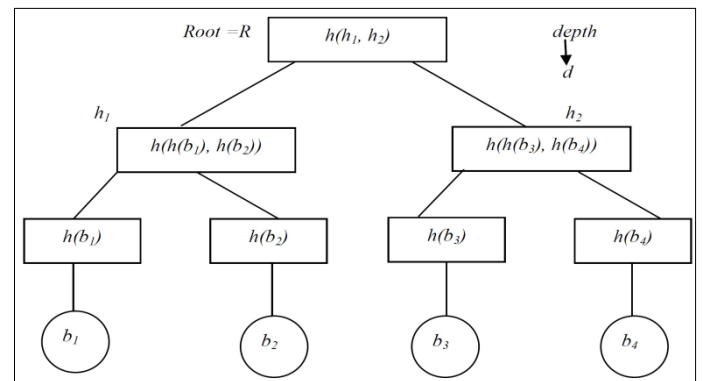 Root =R
h(h₁, h₂)
depth
d
h₁
h₂
h(h(b₁), h(b₂))
h(h(b₃), h(b₄))
h(b₁)
h(b₂)
h(b₃)
h(b₄)
b₁
b₂
b₃
b₄